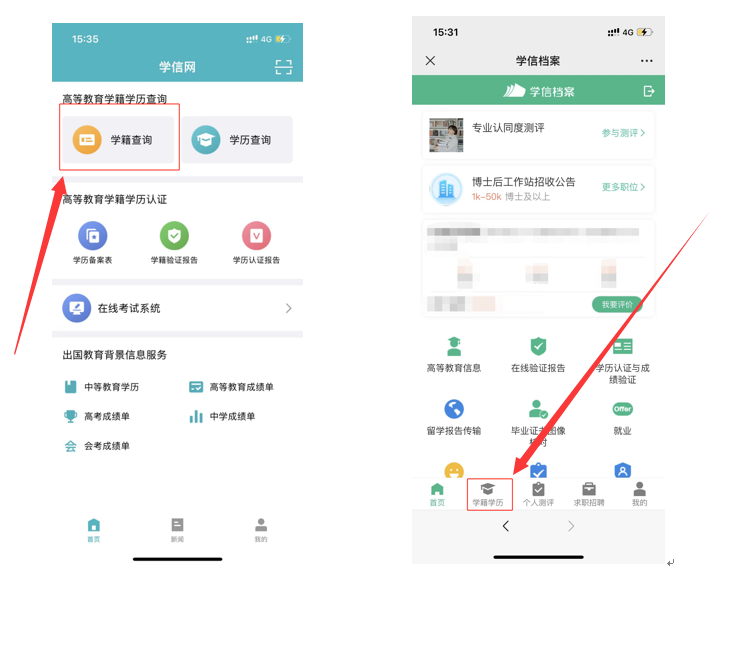 15:35
4G
学信网
高等教育学籍学历查询
学籍查询
学历查询
高等教育学籍学历认证
学历备案表
学籍验证报告
学历认证报告
在线考试系统
出国教育背景信息服务
中等教育学历
高等教育成绩单
高考成绩单
中学成绩单
会考成绩单
首页
新闻
我的
15:31
4G
学信档案
学信档案
专业认同度测评
参与测评
博士后工作站招收公告
更多职位
1k~50k 博士及以上
我要评价
高等教育信息
在线验证报告
学历认证与成
绩验证
留学报告传输
毕业证书图像
校对
Offer
就业
首页
学籍学历
个人测评
求职招聘
我的